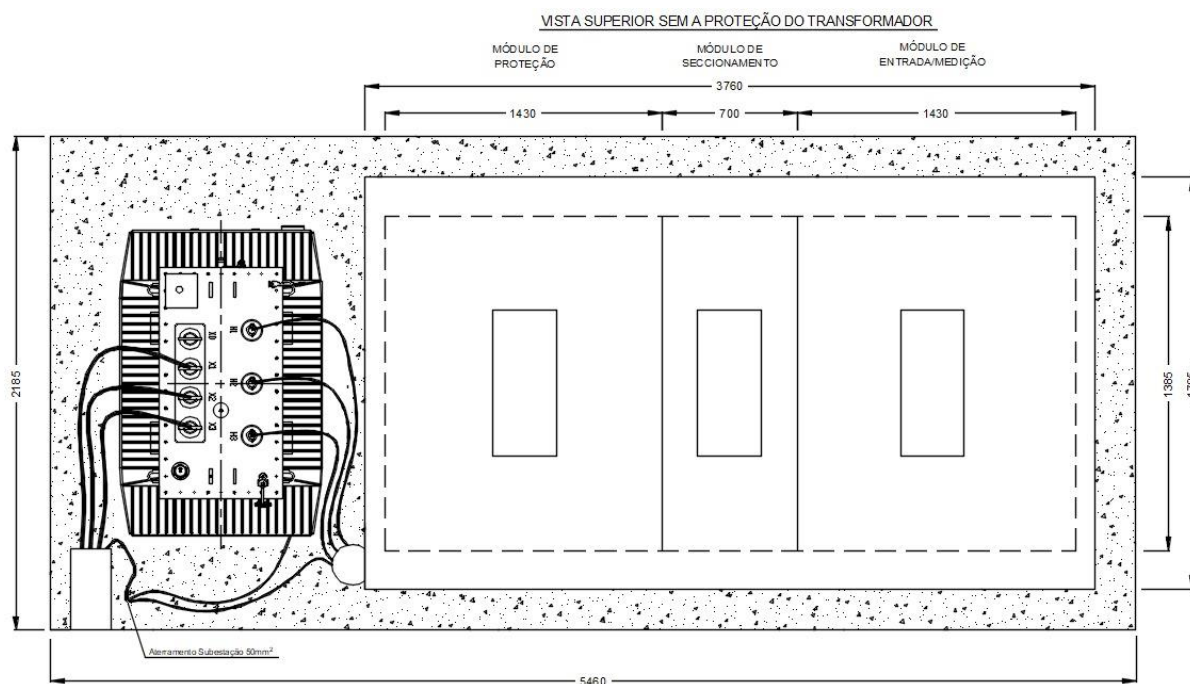 VISTA SUPERIOR SEM A PROTEÇÃO DO TRANSFORMADOR
MÓDULO DE
PROTEÇÃO
MÓDULO DE
SECCIONAMENTO
MÓDULO DE
ENTRADA/MEDIÇÃO
3760
1430
700
1430
2185
X0
X1
X2
X3
H1
H2
H3
1385
Aterramento Subestação 50mm²
5460